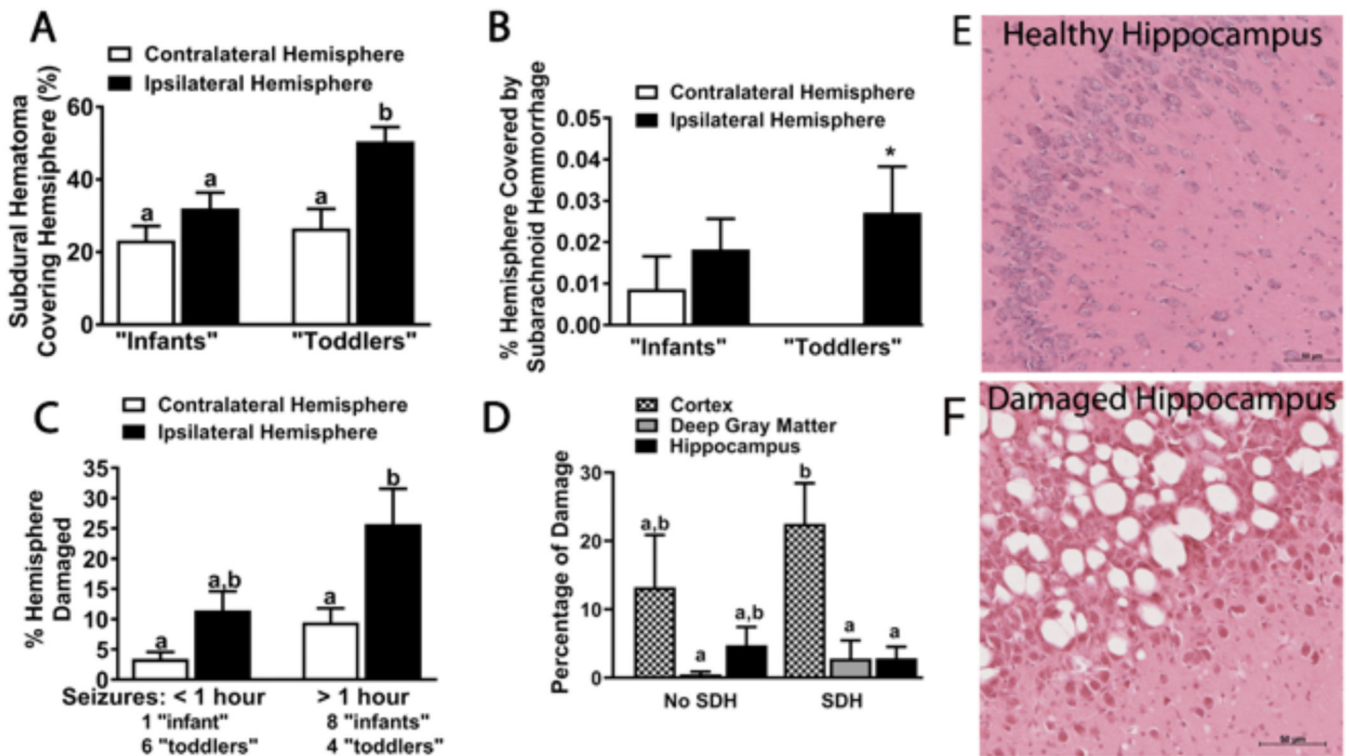 A
Contralateral Hemisphere
Ipsilateral Hemisphere
Subdural Hematoma
Covering Hemsiphere (%)
60
40
20
0
a
a
a
b
"Infants"
"Toddlers"
B
Contralateral Hemisphere
Ipsilateral Hemisphere
% Hemisphere Covered by
Subarachnoid Hemmorrhage
0.05
0.04
0.03
0.02
0.01
0.00
*
"Infants"
"Toddlers"
E
Healthy Hippocampus
50 µm
C
Contralateral Hemisphere
Ipsilateral Hemisphere
% Hemisphere
Damaged
35
30
25
20
15
10
5
0
a
a,b
a
b
Seizures: < 1 hour
> 1 hour
1 "infant"
8 "infants"
6 "toddlers"
4 "toddlers"
D
Cortex
Deep Gray Matter
Hippocampus
Percentage of Damage
30
20
10
0
a,b
a
a,b
b
a
a
No SDH
SDH
F
Damaged Hippocampus
50 µm